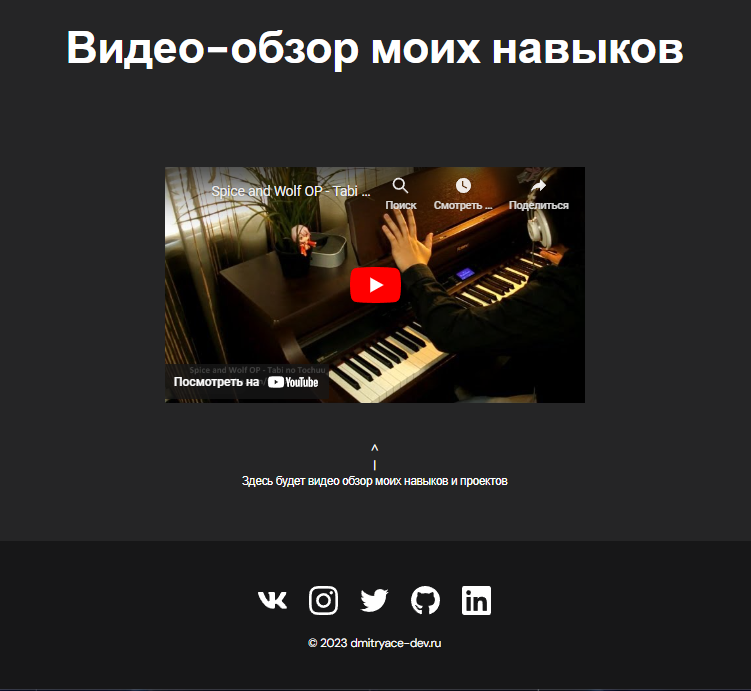 Видео-обзор моих навыков
Spice and Wolf OP - Tabi ...
Поиск
Смотреть ...
Поделиться
Spice and Wolf OP - Tabi no Tochuu
Посмотреть на YouTube
^
|
Здесь будет видео обзор моих навыков и проектов
in
© 2023 dmitryace-dev.ru